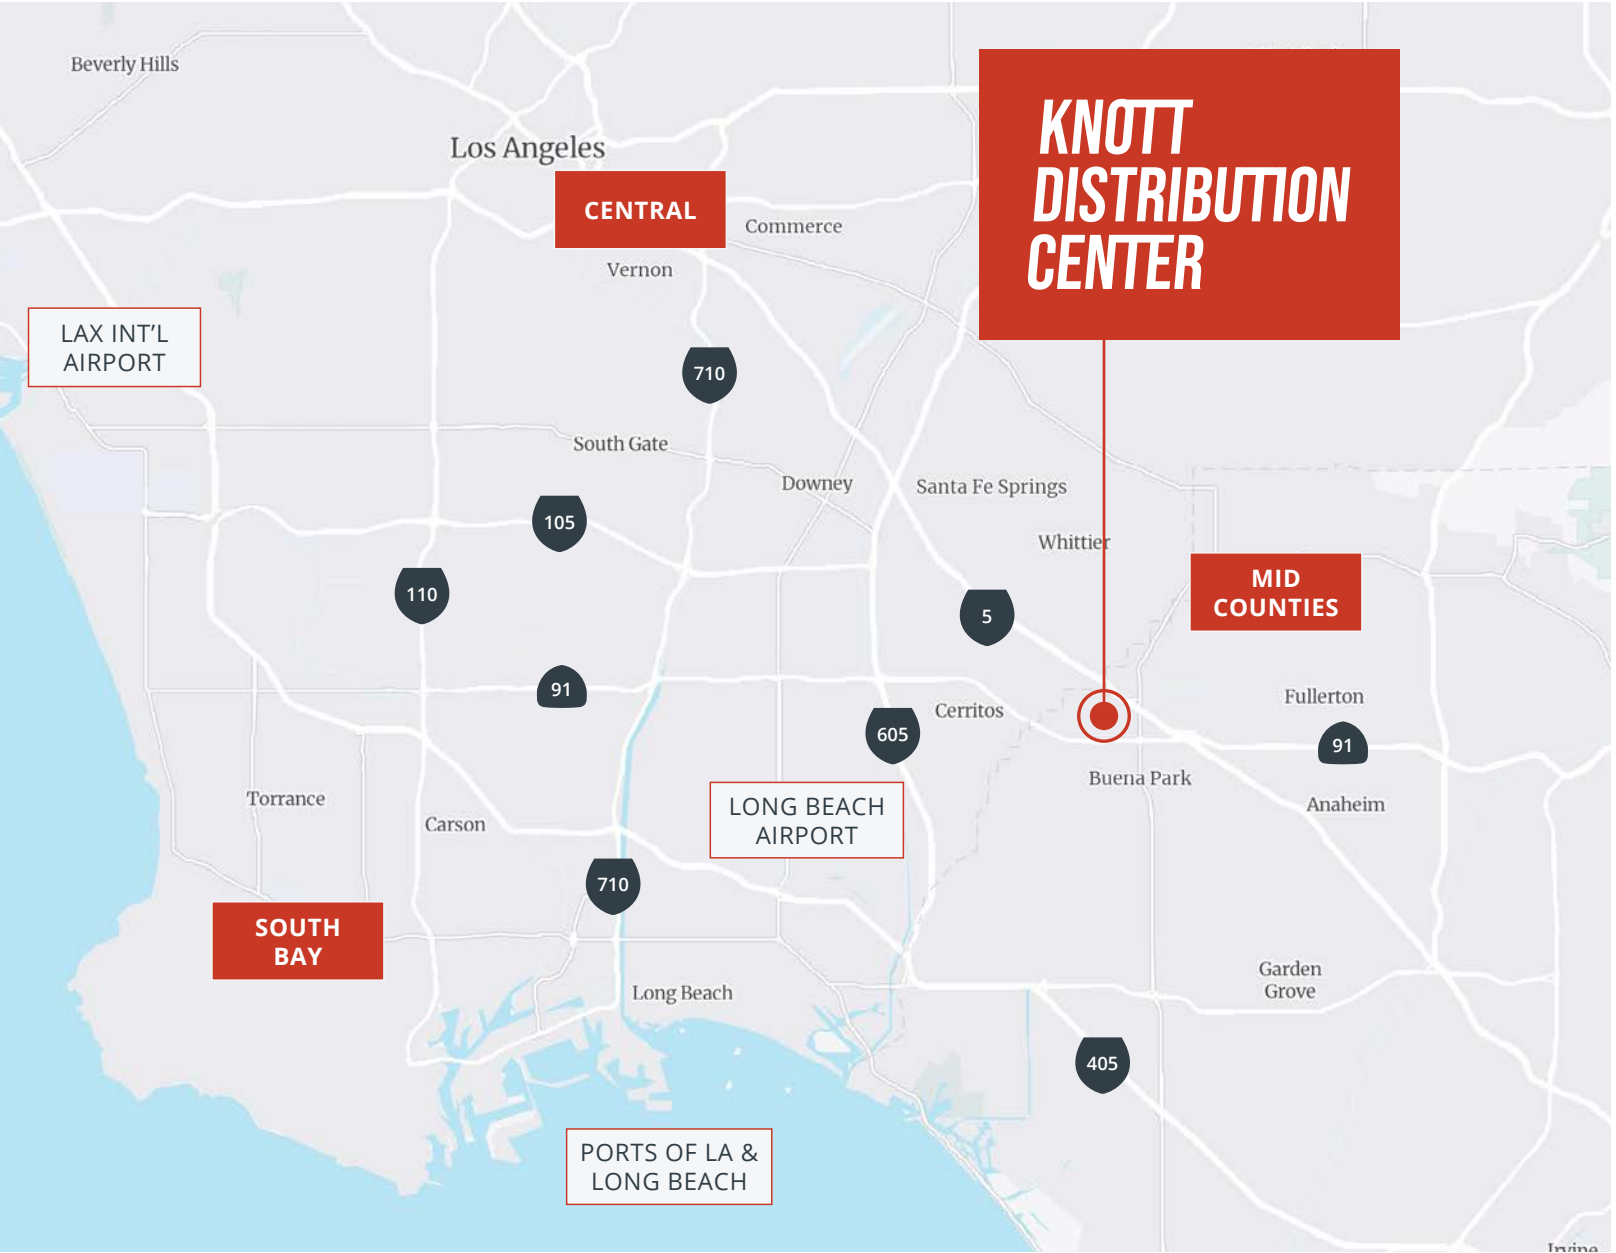 Beverly Hills
KNOTT
DISTRIBUTION
CENTER
Los Angeles
CENTRAL
Commerce
Vernon
LAX INT'L
AIRPORT
710
South Gate
Downey
Santa Fe Springs
105
Whittier
110
5
MID
COUNTIES
91
Cerritos
Fullerton
605
91
Buena Park
Torrance
Carson
LONG BEACH
AIRPORT
Anaheim
710
SOUTH
BAY
Long Beach
Garden
Grove
405
PORTS OF LA &
LONG BEACH
Irvine